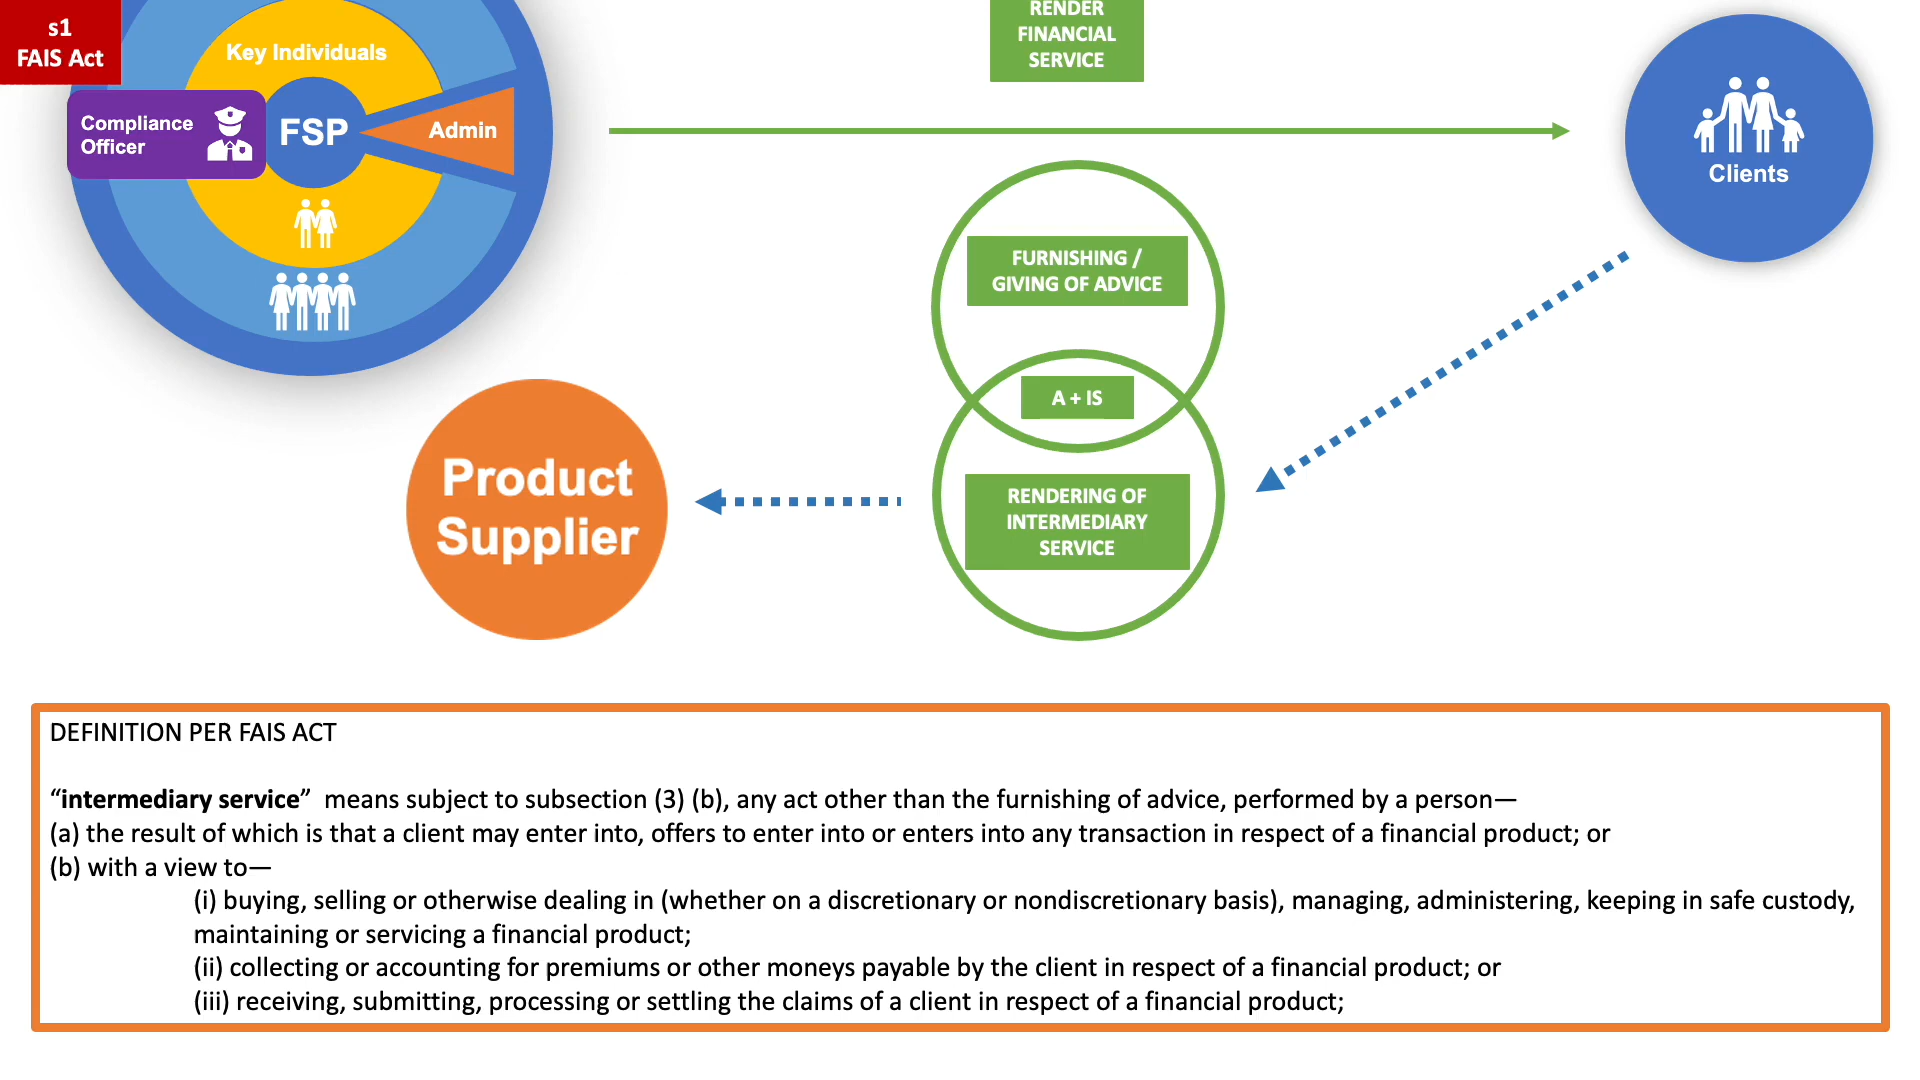 s1
FAIS Act
Key Individuals
Compliance
Officer
FSP
Admin
RENDER
FINANCIAL
SERVICE
Clients
FURNISHING /
GIVING OF ADVICE
A + IS
RENDERING OF
INTERMEDIARY
SERVICE
Product
Supplier
DEFINITION PER FAIS ACT
“intermediary service” means subject to subsection (3) (b), any act other than the furnishing of advice, performed by a person—
(a) the result of which is that a client may enter into, offers to enter into or enters into any transaction in respect of a financial product; or
(b) with a view to—
(i) buying, selling or otherwise dealing in (whether on a discretionary or nondiscretionary basis), managing, administering, keeping in safe custody,
maintaining or servicing a financial product;
(ii) collecting or accounting for premiums or other moneys payable by the client in respect of a financial product; or
(iii) receiving, submitting, processing or settling the claims of a client in respect of a financial product;